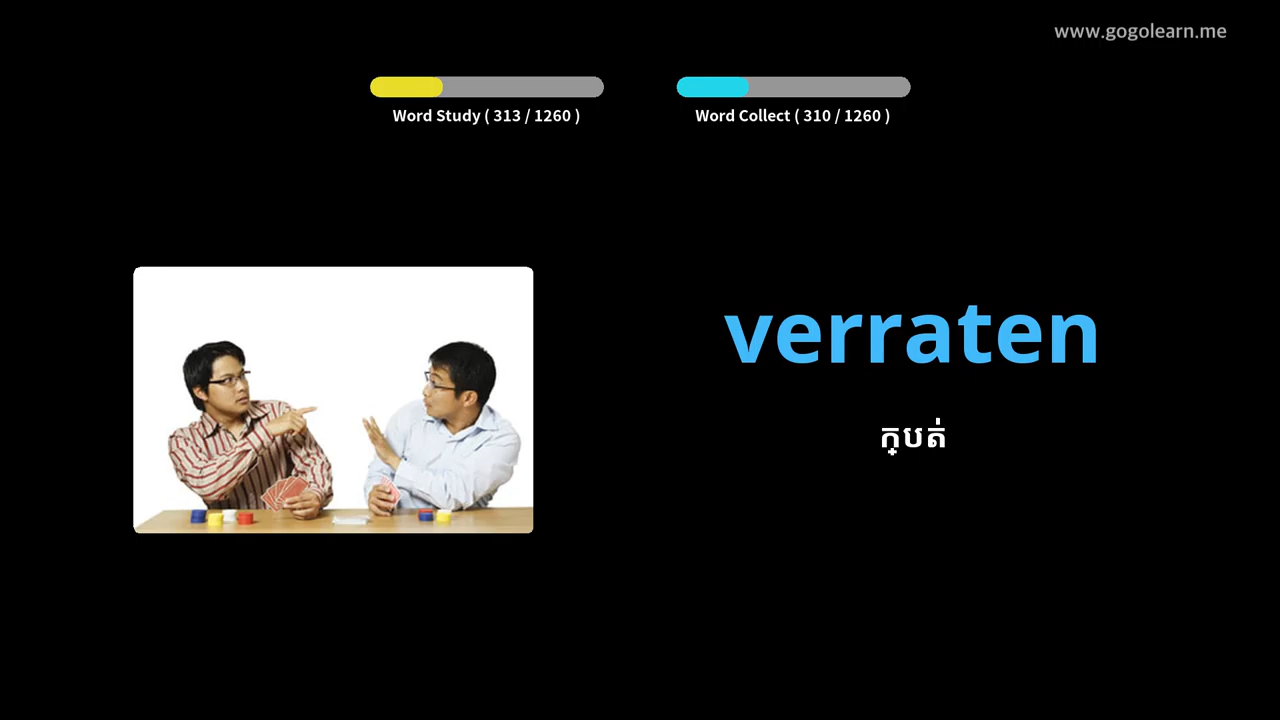 www.gogolearn.me
Word Study ( 313 / 1260 )
Word Collect ( 310 / 1260 )
verraten
ក្បត់